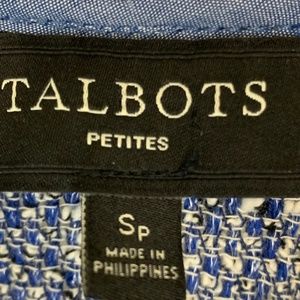 TALBOTS
PETITES
SP
MADE IN
PHILIPPINES